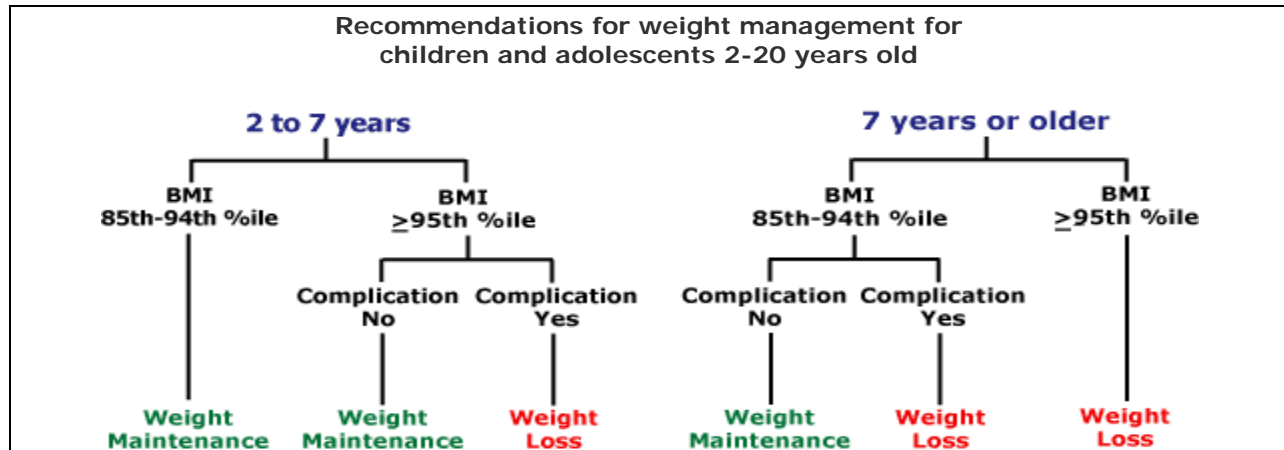 Recommendations for weight management for
children and adolescents 2-20 years old
2 to 7 years
7 years or older
BMI
85th-94th %ile
BMI
≥95th %ile
BMI
85th-94th %ile
BMI
≥95th %ile
Complication
No
Complication
Yes
Complication
No
Complication
Yes
Weight
Maintenance
Weight
Maintenance
Weight
Loss
Weight
Maintenance
Weight
Loss
Weight
Loss